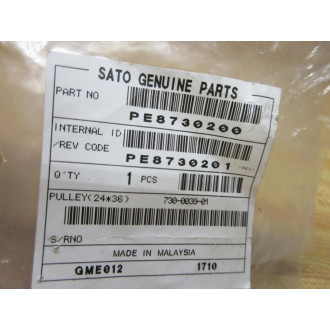 SATO GENUINE PARTS
PART NO
PE8730200
INTERNAL ID
/REV CODE
PE8730201
Q'TY
1 PCS
PULLEY(24*36) 730-0039-01
S/RNO
MADE IN MALAYSIA
GME012 1710